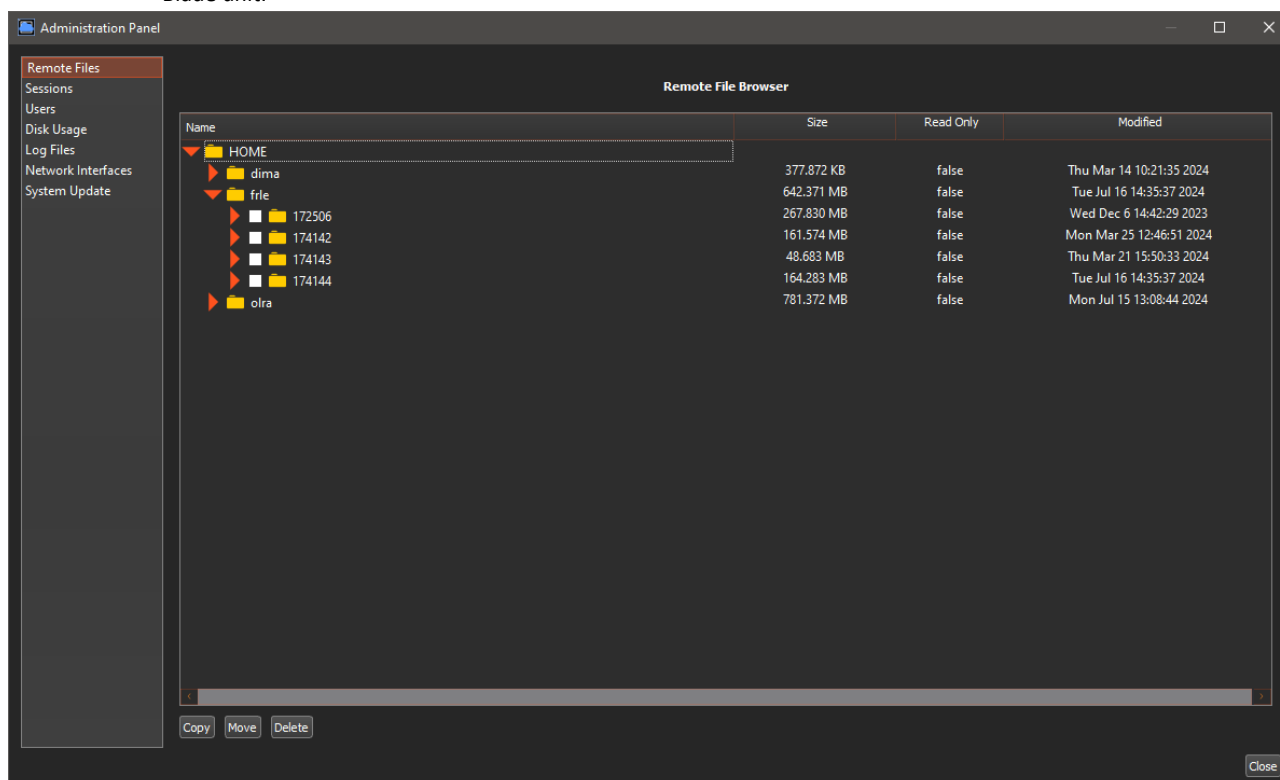 Administration Panel
Remote Files
Sessions
Users
Disk Usage
Log Files
Network Interfaces
System Update
Remote File Browser
Name Size Read Only Modified
HOME
dima 377.872 KB false Thu Mar 14 10:21:35 2024
frle 642.371 MB false Tue Jul 16 14:35:37 2024
172506 267.830 MB false Wed Dec 6 14:42:29 2023
174142 161.574 MB false Mon Mar 25 12:46:51 2024
174143 48.683 MB false Thu Mar 21 15:50:33 2024
174144 164.283 MB false Tue Jul 16 14:35:37 2024
olra 781.372 MB false Mon Jul 15 13:08:44 2024
Copy Move Delete
Close